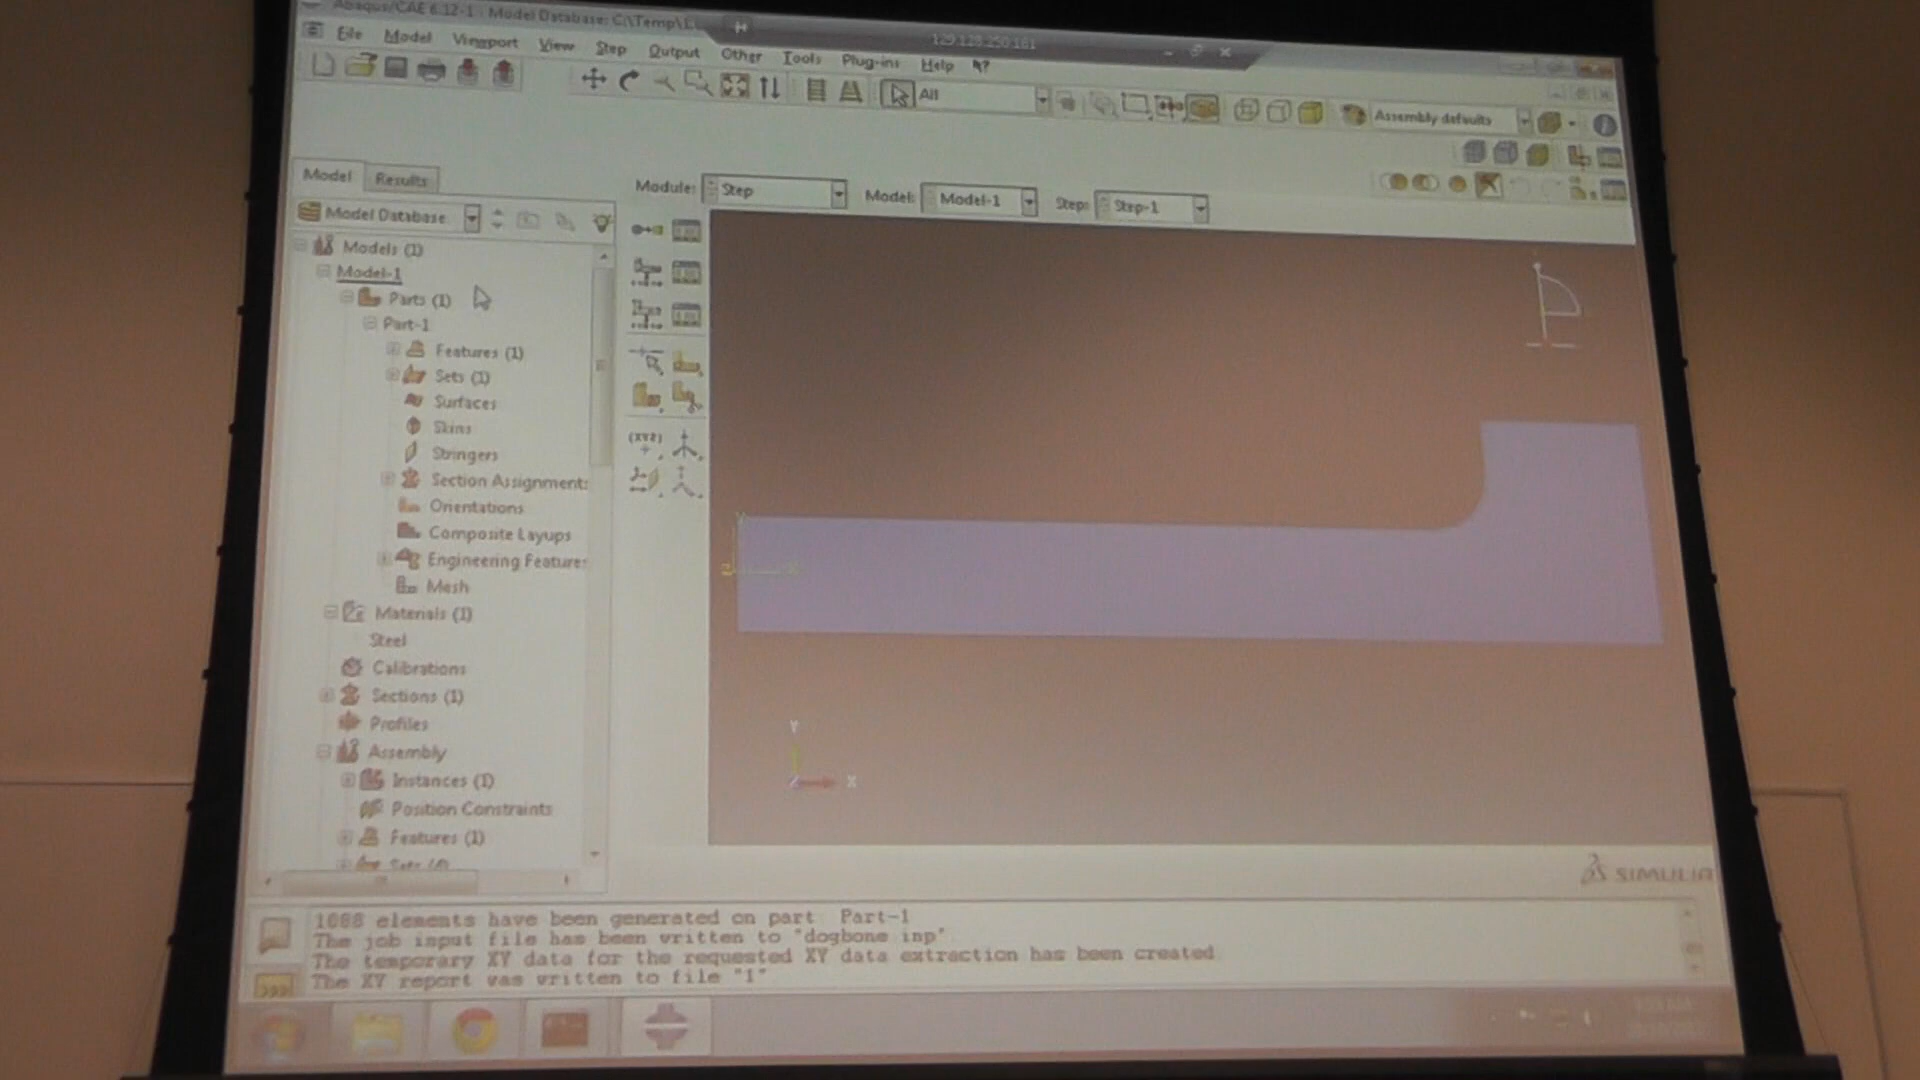 Abaqus/CAE 6.12-1 - Model Database: C:\Temp\
File Model Viewport View Step Output Other Tools Plug-ins Help
All
Assembly defaults
Model Results
Module: Step Model: Model-1 Step: Step-1
Model Database
Models (1)
Model-1
Parts (1)
Part-1
Features (1)
Sets (1)
Surfaces
Skins
Stringers
Section Assignments
Orientations
Composite Layups
Engineering Features
Mesh
Materials (1)
Steel
Calibrations
Sections (1)
Profiles
Assembly
Instances (1)
Position Constraints
Features (1)
(XYZ)
Y
Z X
Y
X
SIMULIA
1088 elements have been generated on part: Part-1
The job input file has been written to "dogbone.inp".
The temporary XY data for the requested XY data extraction has been created.
The XY report was written to file "1"
>>>